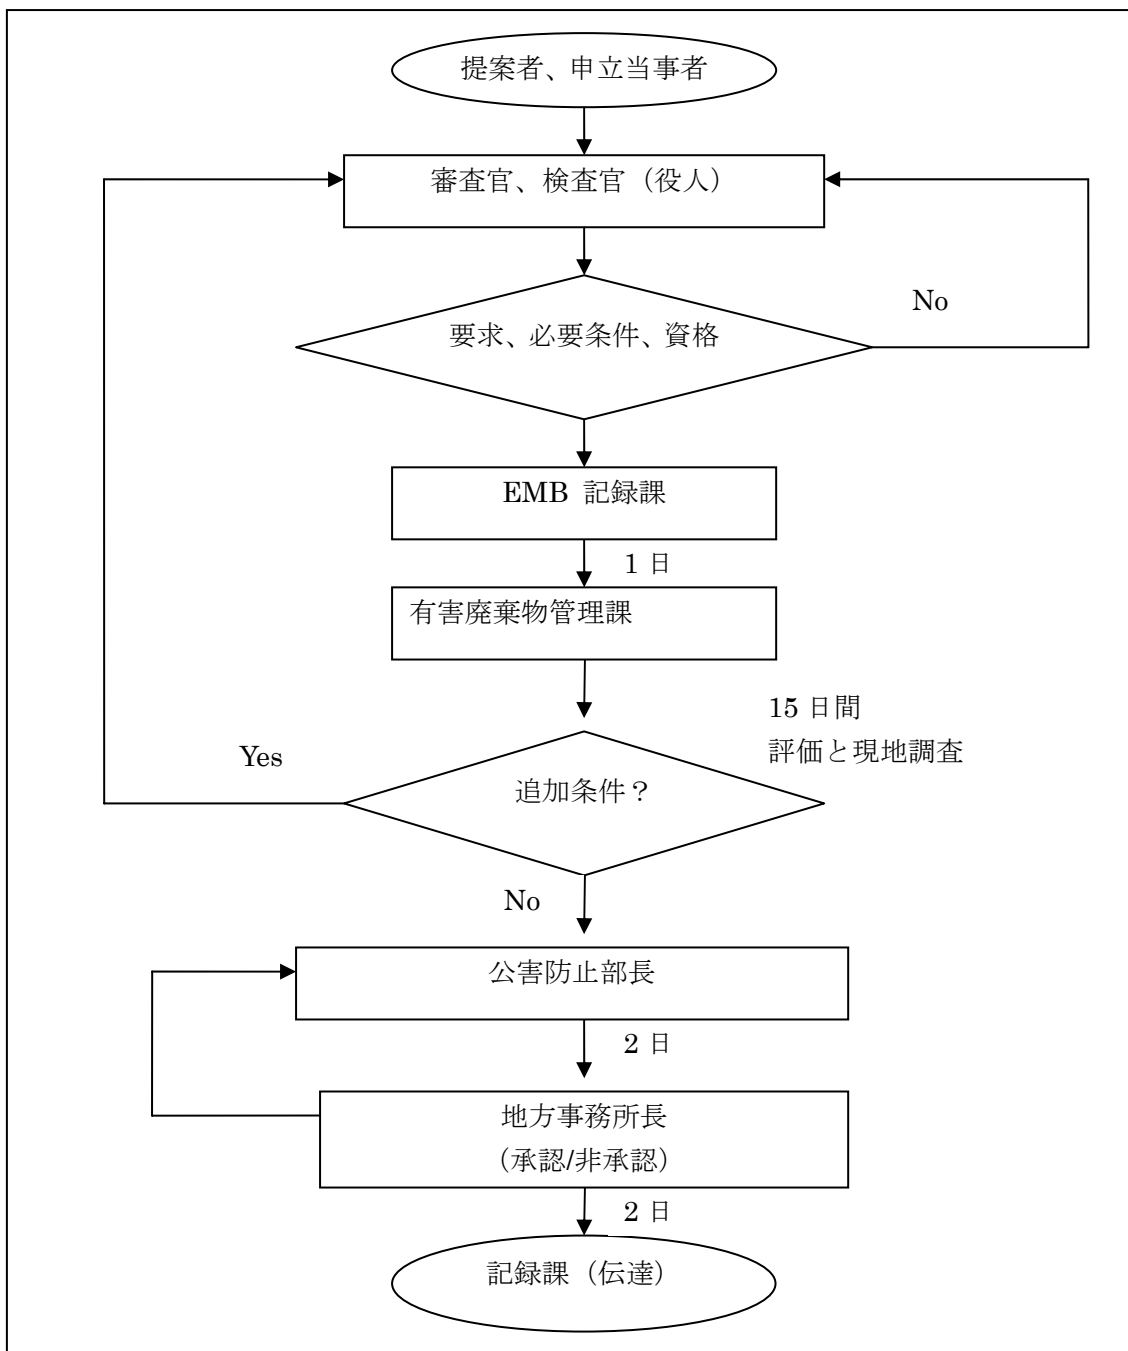 提案者、申立当事者
審査官、検査官（役人）
No
要求、必要条件、資格
EMB 記録課
1 日
有害廃棄物管理課
15 日間
評価と現地調査
Yes
追加条件？
No
公害防止部長
2 日
地方事務所長
（承認/非承認）
2 日
記録課（伝達）